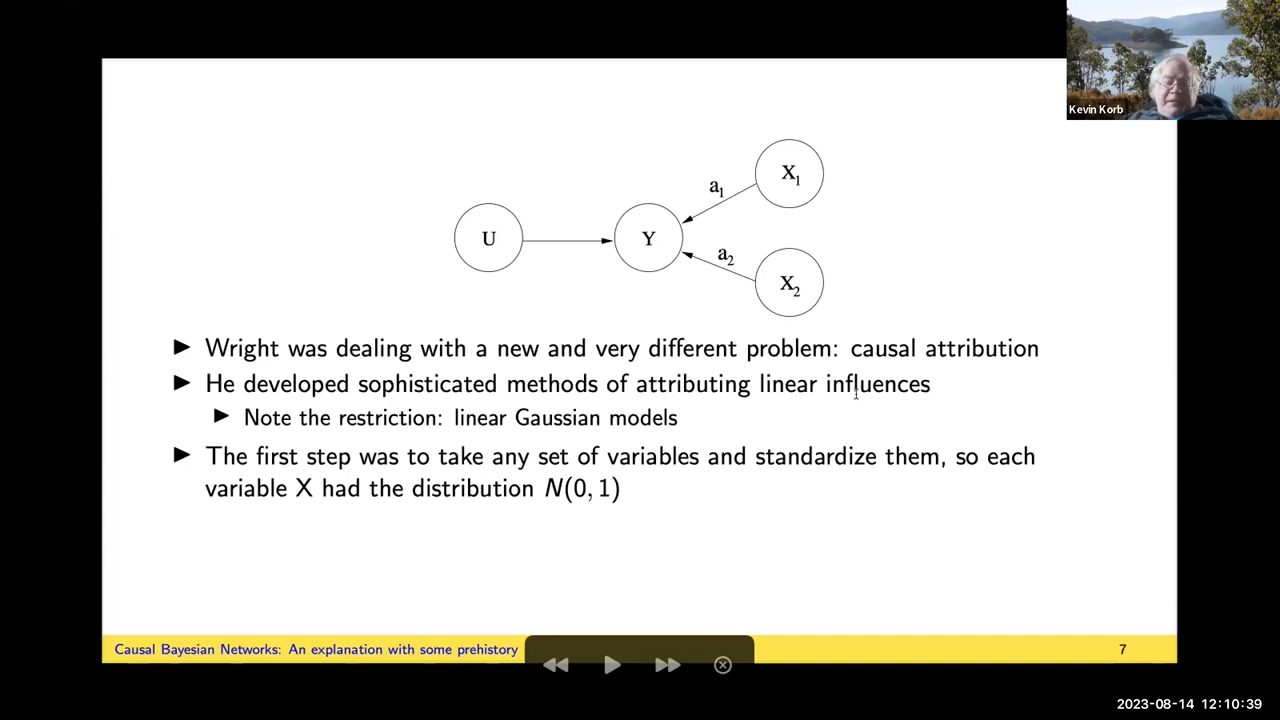 Kevin Korb
X1
a1
U
Y
a2
X2
▶ Wright was dealing with a new and very different problem: causal attribution
▶ He developed sophisticated methods of attributing linear influences
▶ Note the restriction: linear Gaussian models
▶ The first step was to take any set of variables and standardize them, so each
variable X had the distribution N(0, 1)
Causal Bayesian Networks: An explanation with some prehistory
7
2023-08-14 12:10:39